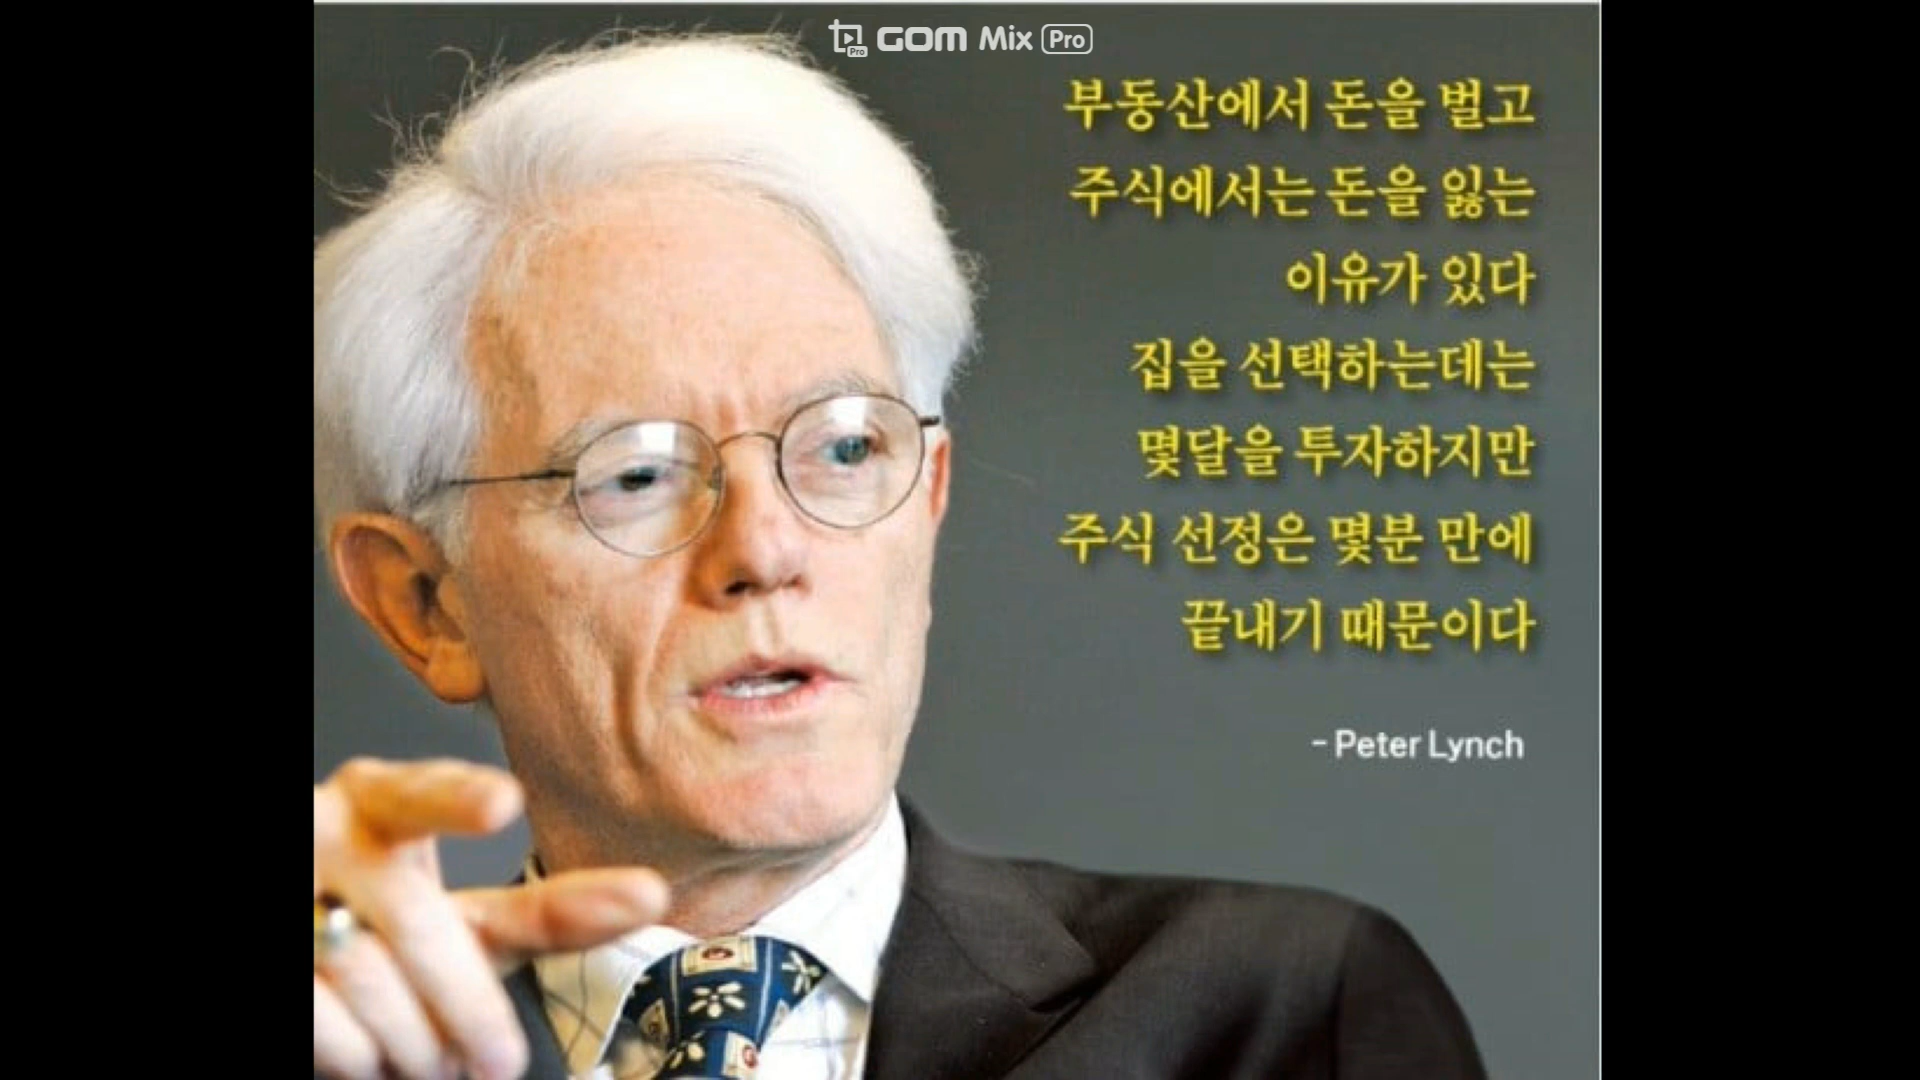 GOM Mix Pro
부동산에서 돈을 벌고
주식에서는 돈을 잃는
이유가 있다
집을 선택하는데는
몇달을 투자하지만
주식 선정은 몇분 만에
끝내기 때문이다
- Peter Lynch